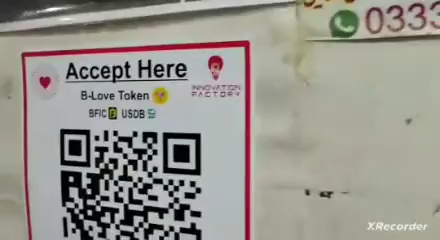 0333
Accept Here
INNOVATION
FACTORY
B-Love Token
BFIC USDB
XRecorder